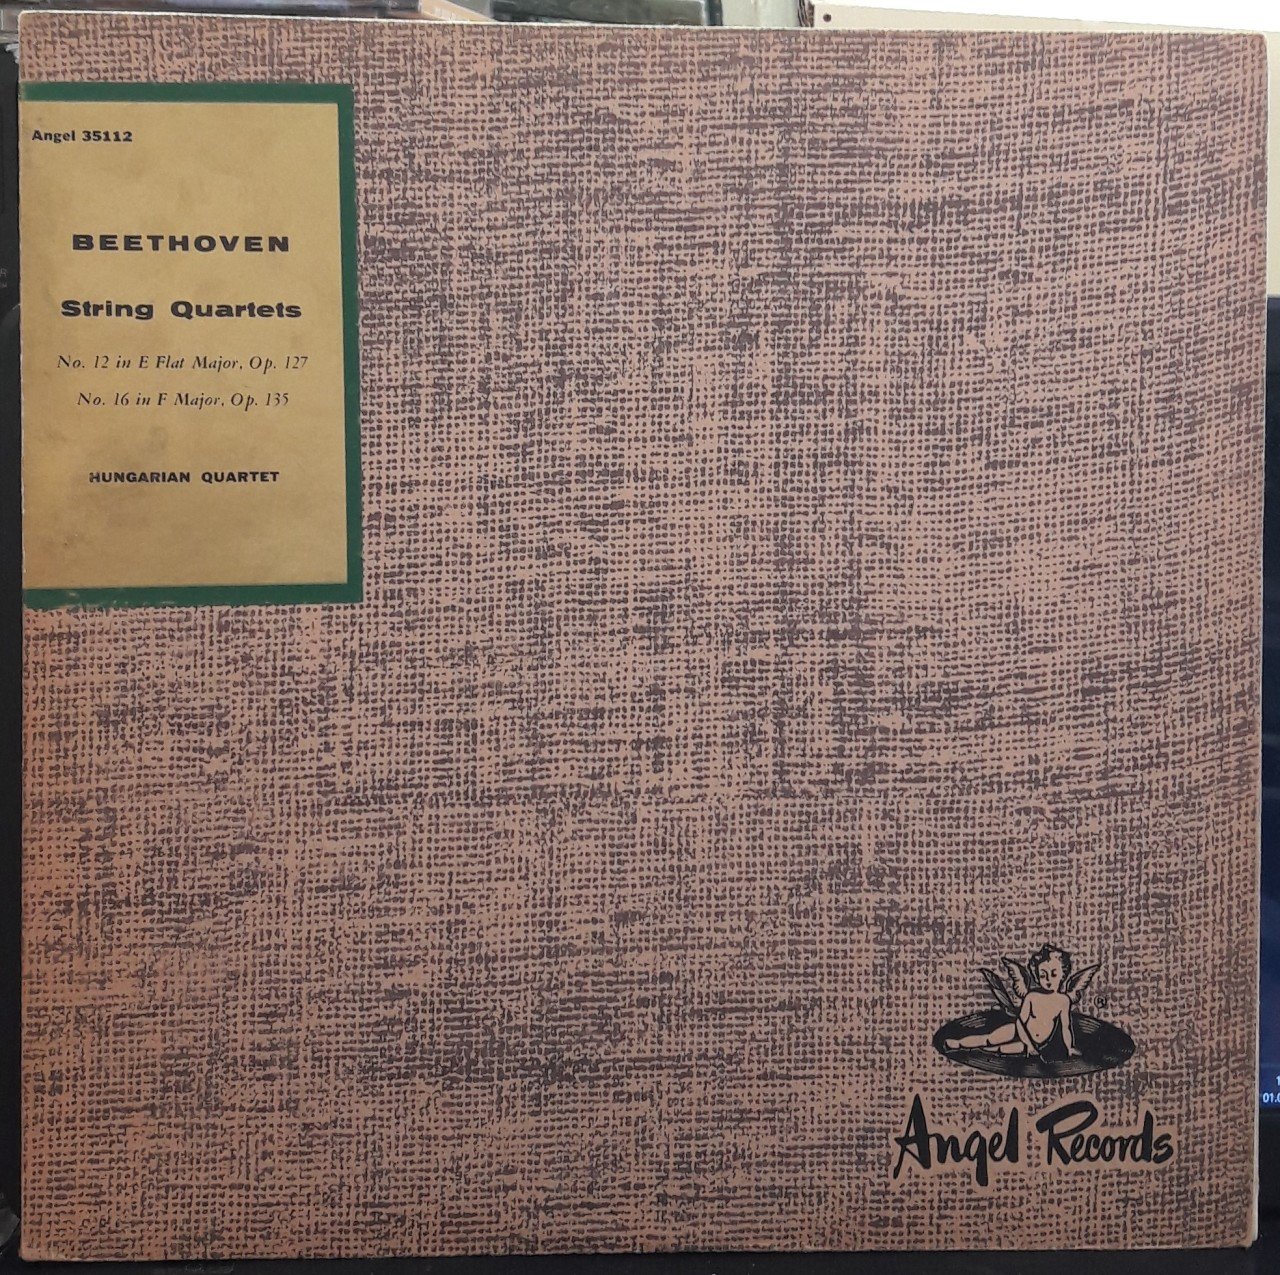 Angel 35112
BEETHOVEN
String Quartets
No. 12 in E Flat Major, Op. 127
No. 16 in F Major, Op. 135
HUNGARIAN QUARTET
®
Angel Records